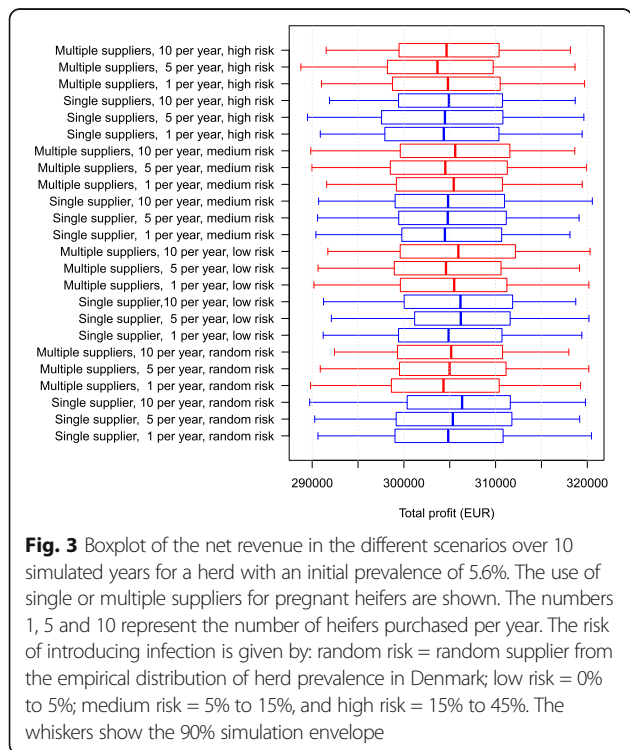 Multiple suppliers, 10 per year, high risk
Multiple suppliers,  5 per year, high risk
Multiple suppliers,  1 per year, high risk
Single suppliers, 10 per year, high risk
Single suppliers,  5 per year, high risk
Single suppliers,  1 per year, high risk
Multiple suppliers, 10 per year, medium risk
Multiple suppliers,  5 per year, medium risk
Multiple suppliers,  1 per year, medium risk
Single suppliers, 10 per year, medium risk
Single supplier,  5 per year, medium risk
Single supplier,  1 per year, medium risk
Multiple suppliers, 10 per year, low risk
Multiple suppliers,  5 per year, low risk
Multiple suppliers,  1 per year, low risk
Single supplier,10 per year, low risk
Single supplier,  5 per year, low risk
Single supplier,  1 per year, low risk
Multiple suppliers, 10 per year, random risk
Multiple suppliers,  5 per year, random risk
Multiple suppliers,  1 per year, random risk
Single supplier, 10 per year, random risk
Single supplier,  5 per year, random risk
Single supplier,  1 per year, random risk
290000 300000 310000 320000
Total profit (EUR)
Fig. 3 Boxplot of the net revenue in the different scenarios over 10
simulated years for a herd with an initial prevalence of 5.6%. The use of
single or multiple suppliers for pregnant heifers are shown. The numbers
1, 5 and 10 represent the number of heifers purchased per year. The risk
of introducing infection is given by: random risk = random supplier from
the empirical distribution of herd prevalence in Denmark; low risk = 0%
to 5%; medium risk = 5% to 15%, and high risk = 15% to 45%. The
whiskers show the 90% simulation envelope